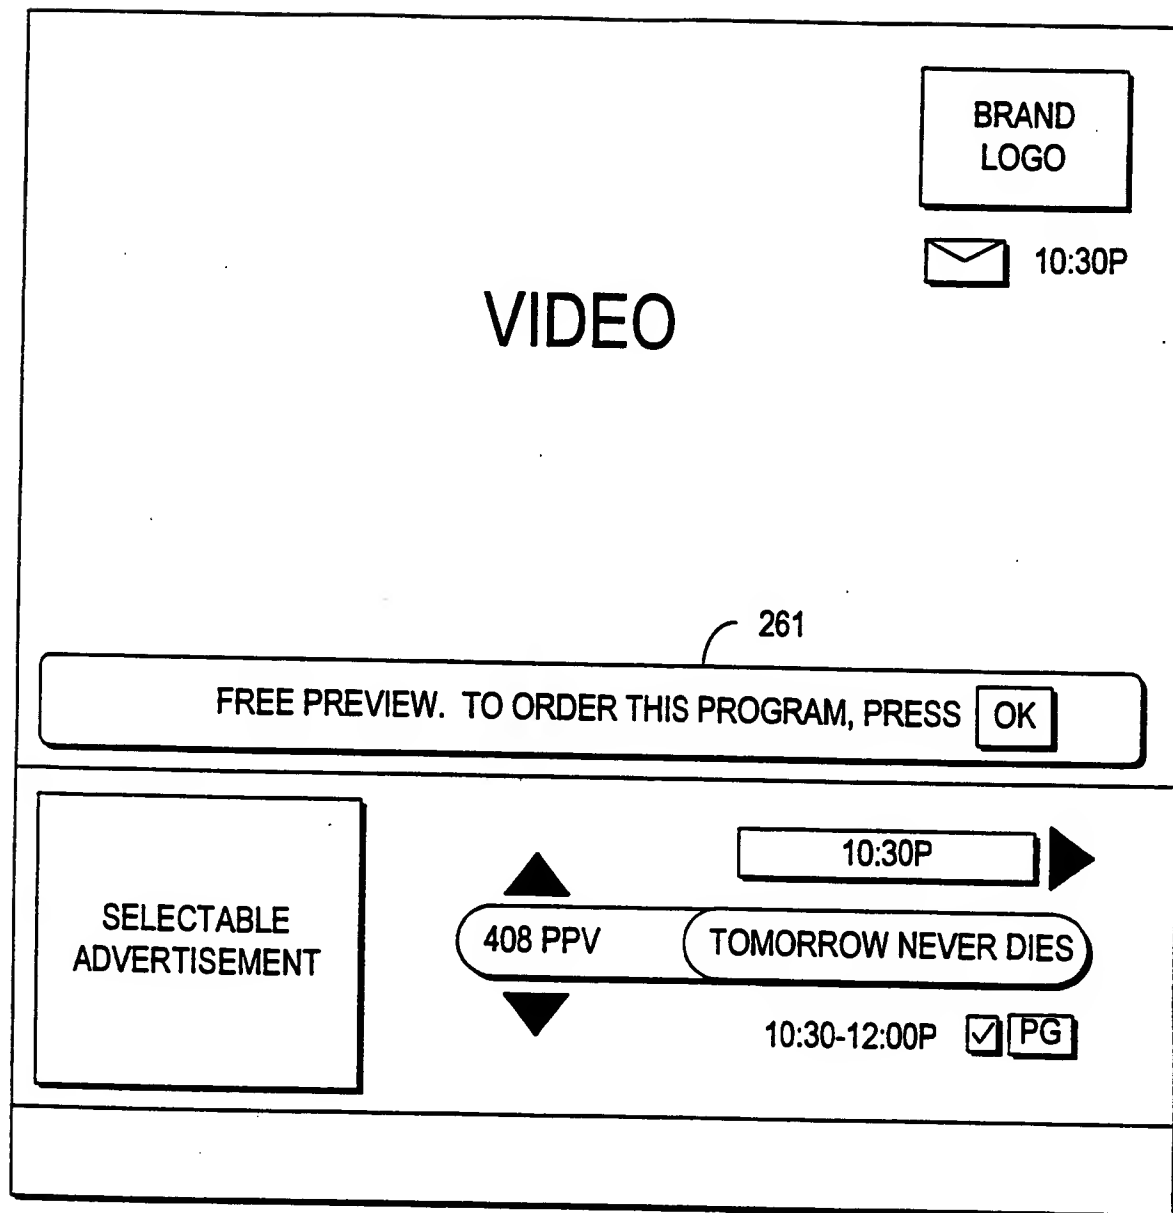 BRAND
LOGO
10:30P
VIDEO
261
FREE PREVIEW. TO ORDER THIS PROGRAM, PRESS OK
10:30P
SELECTABLE
ADVERTISEMENT
408 PPV TOMORROW NEVER DIES
10:30-12:00P PG